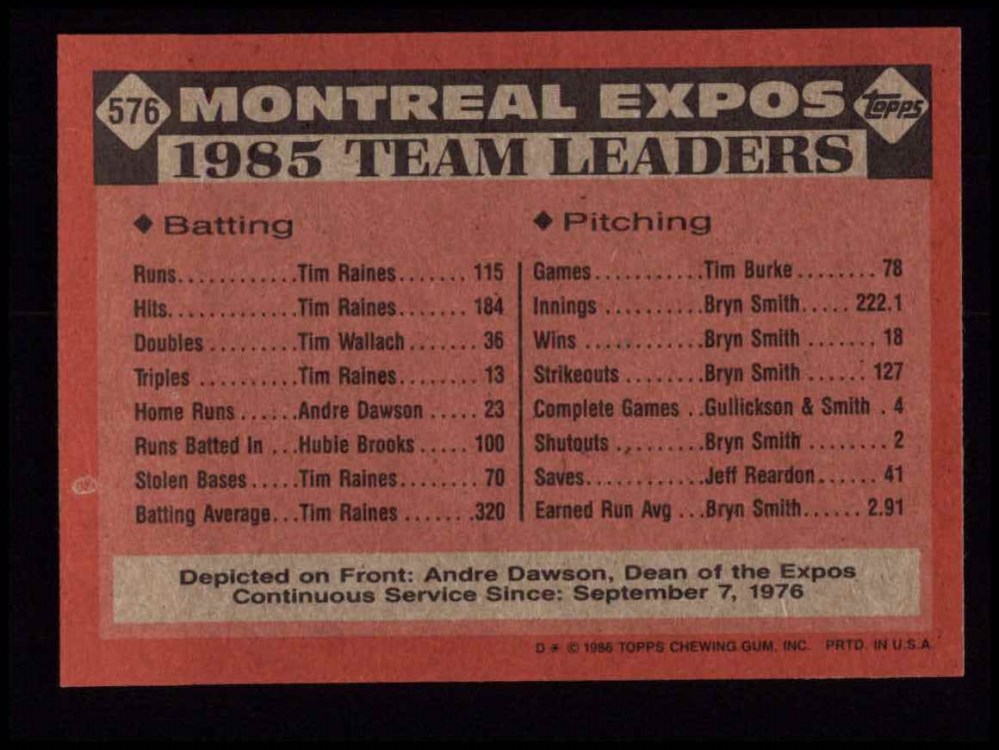 576 MONTREAL EXPOS topps
1985 TEAM LEADERS
◆ Batting
Runs............Tim Raines.......115
Hits............Tim Raines.......184
Doubles.........Tim Wallach.......36
Triples.........Tim Raines........13
Home Runs......Andre Dawson.....23
Runs Batted In...Hubie Brooks.....100
Stolen Bases.....Tim Raines........70
Batting Average...Tim Raines.......320
◆ Pitching
Games...........Tim Burke........78
Innings..........Bryn Smith.....222.1
Wins............Bryn Smith.......18
Strikeouts........Bryn Smith......127
Complete Games..Gullickson & Smith.4
Shutouts.........Bryn Smith........2
Saves............Jeff Reardon......41
Earned Run Avg...Bryn Smith......2.91
Depicted on Front: Andre Dawson, Dean of the Expos
Continuous Service Since: September 7, 1976
D * © 1986 TOPPS CHEWING GUM, INC. PRTD. IN U.S.A.